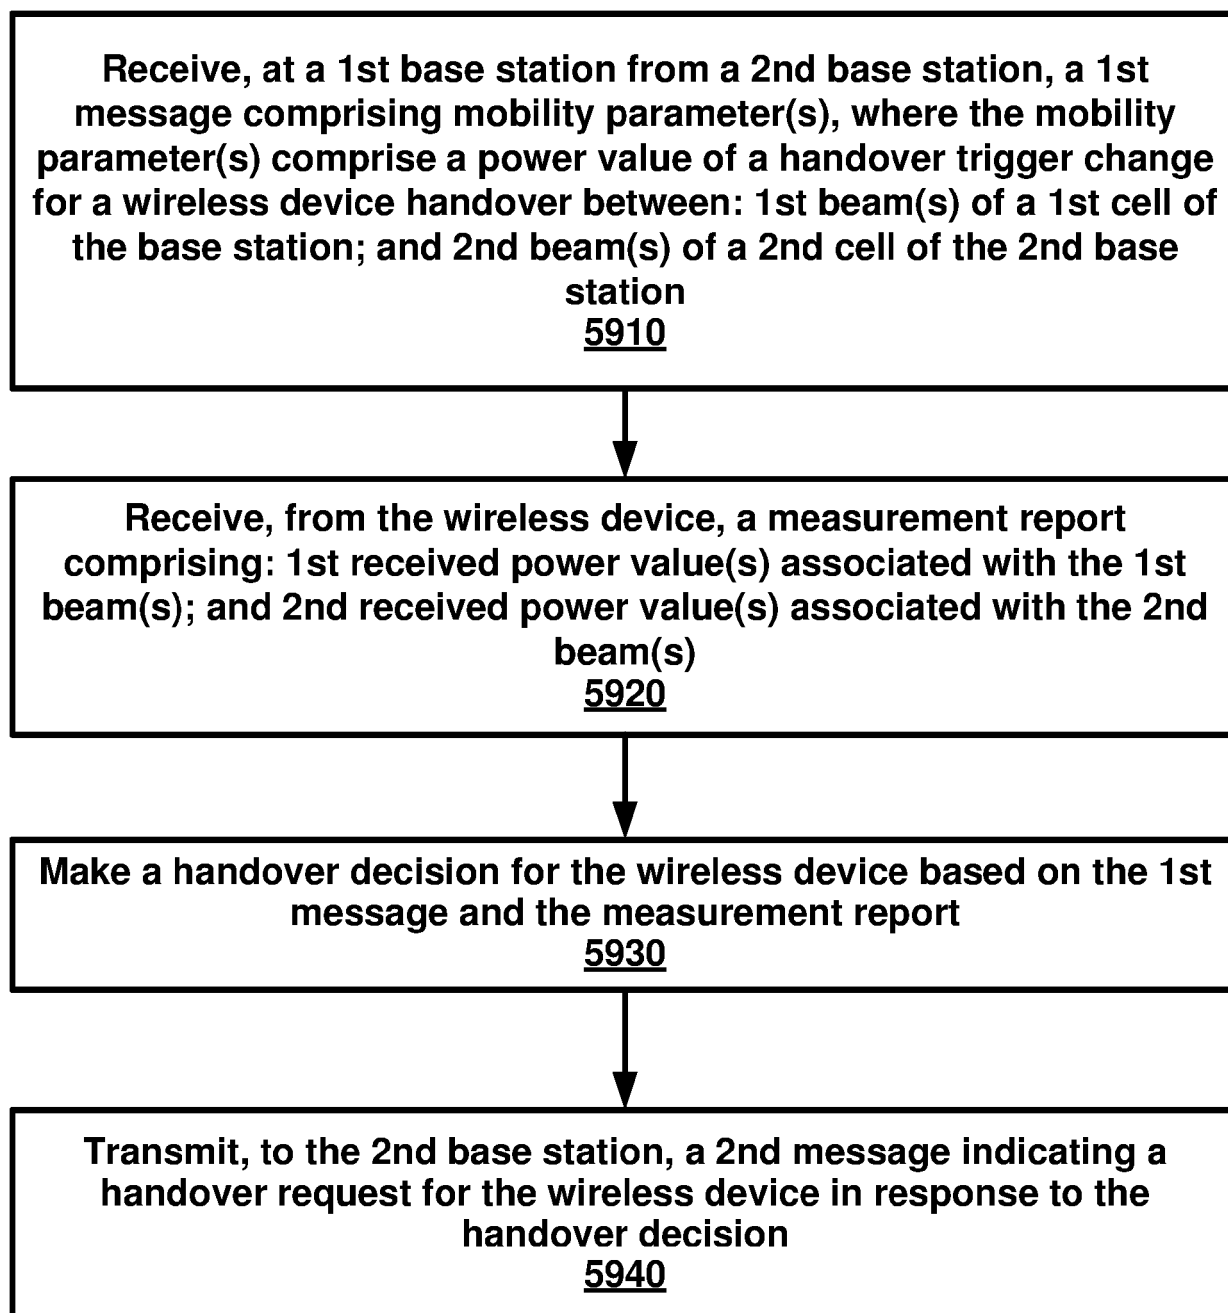 Receive, at a 1st base station from a 2nd base station, a 1st
message comprising mobility parameter(s), where the mobility
parameter(s) comprise a power value of a handover trigger change
for a wireless device handover between: 1st beam(s) of a 1st cell of
the base station; and 2nd beam(s) of a 2nd cell of the 2nd base
station
5910
Receive, from the wireless device, a measurement report
comprising: 1st received power value(s) associated with the 1st
beam(s); and 2nd received power value(s) associated with the 2nd
beam(s)
5920
Make a handover decision for the wireless device based on the 1st
message and the measurement report
5930
Transmit, to the 2nd base station, a 2nd message indicating a
handover request for the wireless device in response to the
handover decision
5940